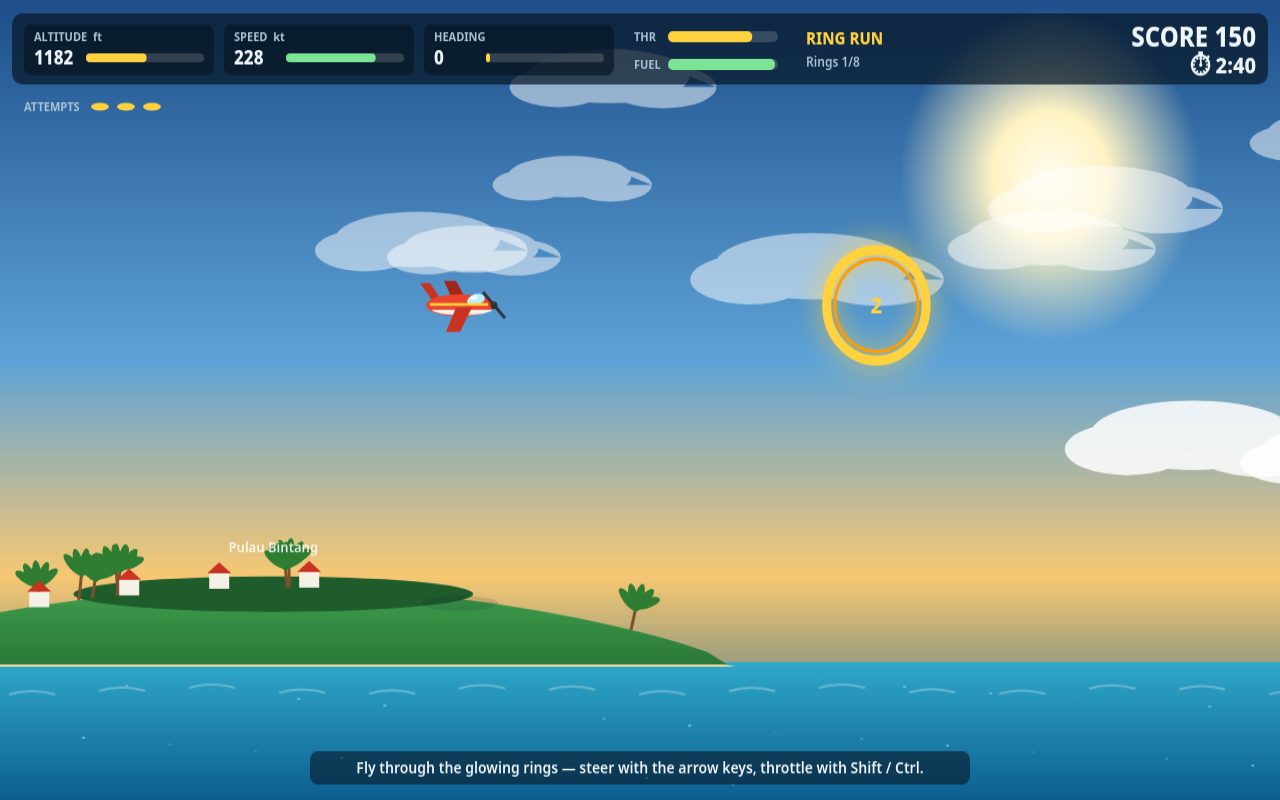 ALTITUDE ft
1182
SPEED kt
228
HEADING
0
THR
FUEL
RING RUN
Rings 1/8
SCORE 150
⏱ 2:40
ATTEMPTS
2
Pulau Bintang
Fly through the glowing rings — steer with the arrow keys, throttle with Shift / Ctrl.